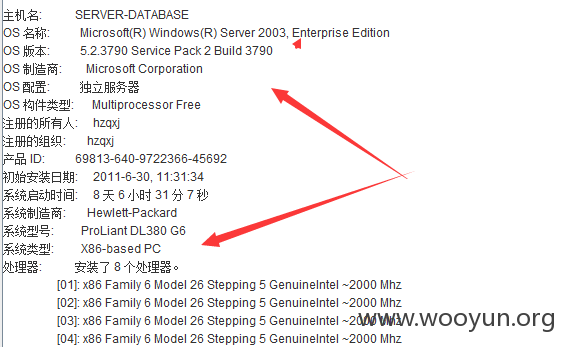 主机名: SERVER-DATABASE
OS 名称: Microsoft(R) Windows(R) Server 2003, Enterprise Edition
OS 版本: 5.2.3790 Service Pack 2 Build 3790
OS 制造商: Microsoft Corporation
OS 配置: 独立服务器
OS 构件类型: Multiprocessor Free
注册的所有人: hzqxj
注册的组织: hzqxj
产品 ID: 69813-640-9722366-45692
初始安装日期: 2011-6-30, 11:31:34
系统启动时间: 8 天 6 小时 31 分 7 秒
系统制造商: Hewlett-Packard
系统型号: ProLiant DL380 G6
系统类型: X86-based PC
处理器: 安装了 8 个处理器。
[01]: x86 Family 6 Model 26 Stepping 5 GenuineIntel ~2000 Mhz
[02]: x86 Family 6 Model 26 Stepping 5 GenuineIntel ~2000 Mhz
[03]: x86 Family 6 Model 26 Stepping 5 GenuineIntel ~2000 Mhz
[04]: x86 Family 6 Model 26 Stepping 5 GenuineIntel ~2000 Mhz
www.wooyun.org